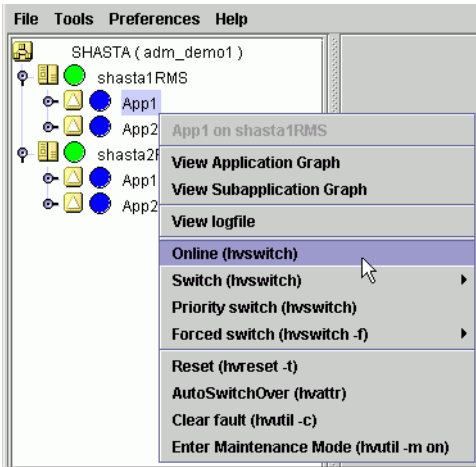 File Tools Preferences Help
SHASTA ( adm_demo1 )
shasta1RMS
App1
App2
shasta2
App1
App2
App1 on shasta1RMS
View Application Graph
View Subapplication Graph
View logfile
Online (hvswitch)
Switch (hvswitch)
Priority switch (hvswitch)
Forced switch (hvswitch -f)
Reset (hvreset -t)
AutoSwitchOver (hvattr)
Clear fault (hvutil -c)
Enter Maintenance Mode (hvutil -m on)